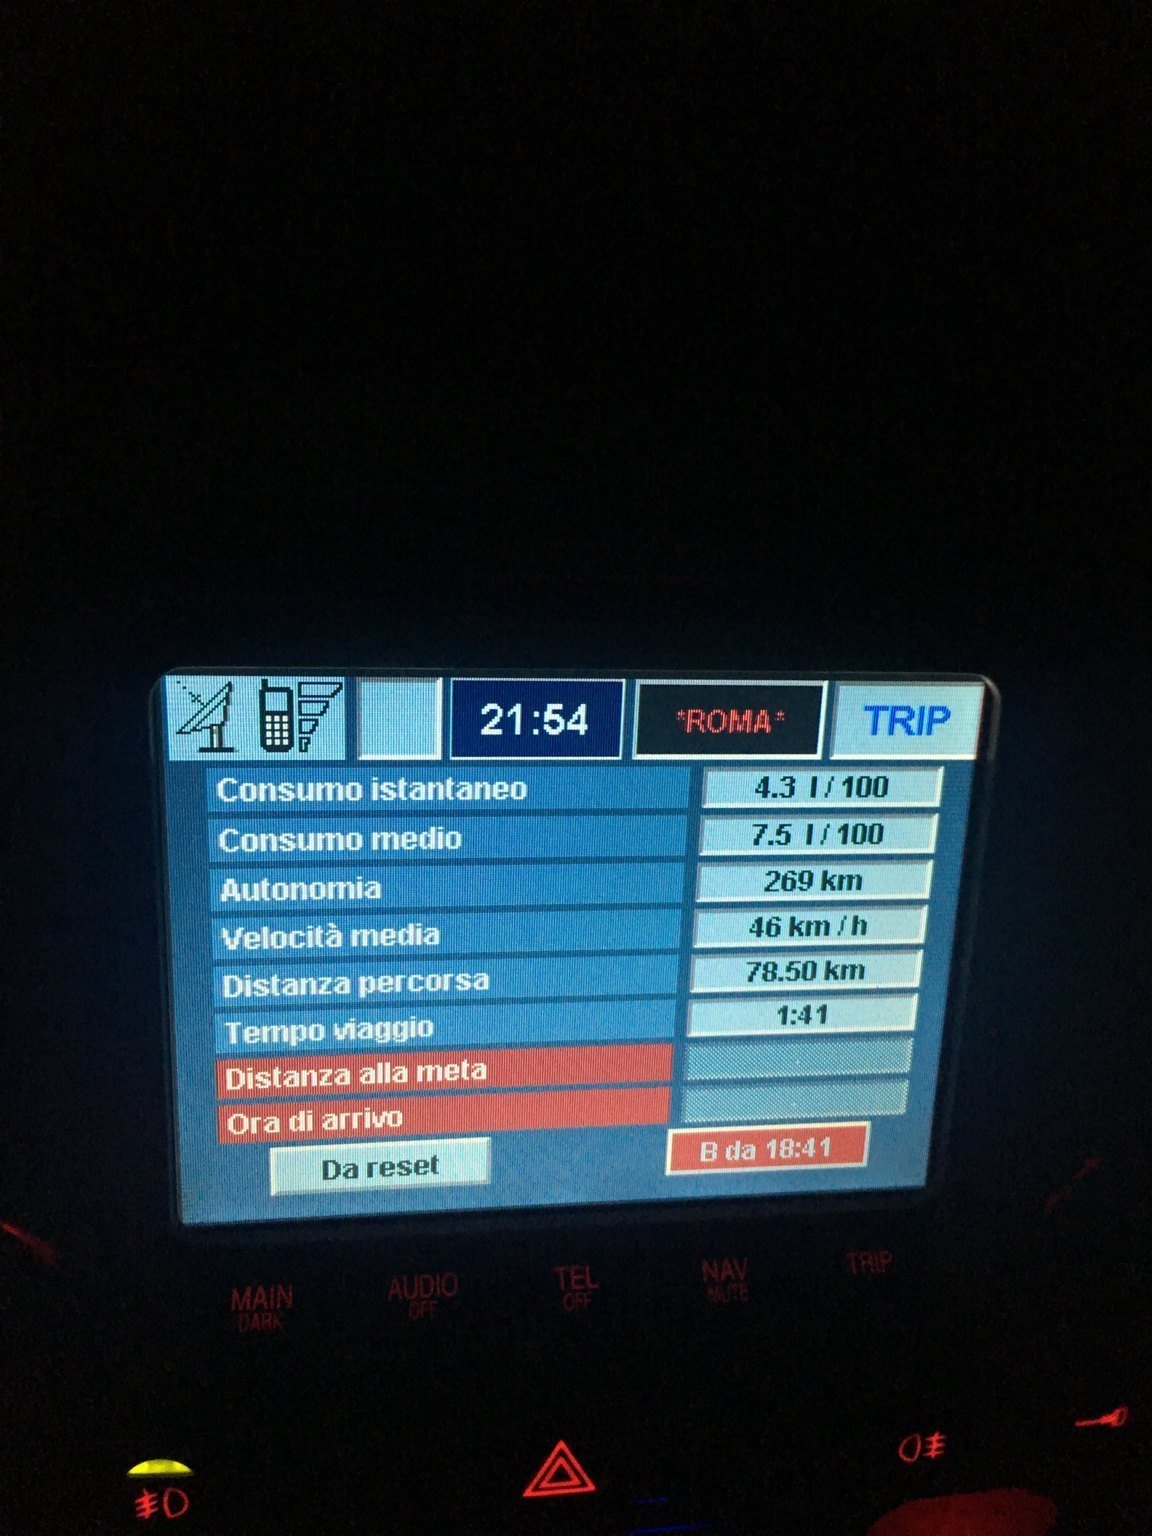 21:54 *ROMA* TRIP
Consumo istantaneo 4.3 l / 100
Consumo medio 7.5 l / 100
Autonomia 269 km
Velocità media 46 km / h
Distanza percorsa 78.50 km
Tempo viaggio 1:41
Distanza alla meta
Ora di arrivo
Da reset B da 18:41
MAIN AUDIO TEL NAV TRIP
DARK OFF OFF MUTE